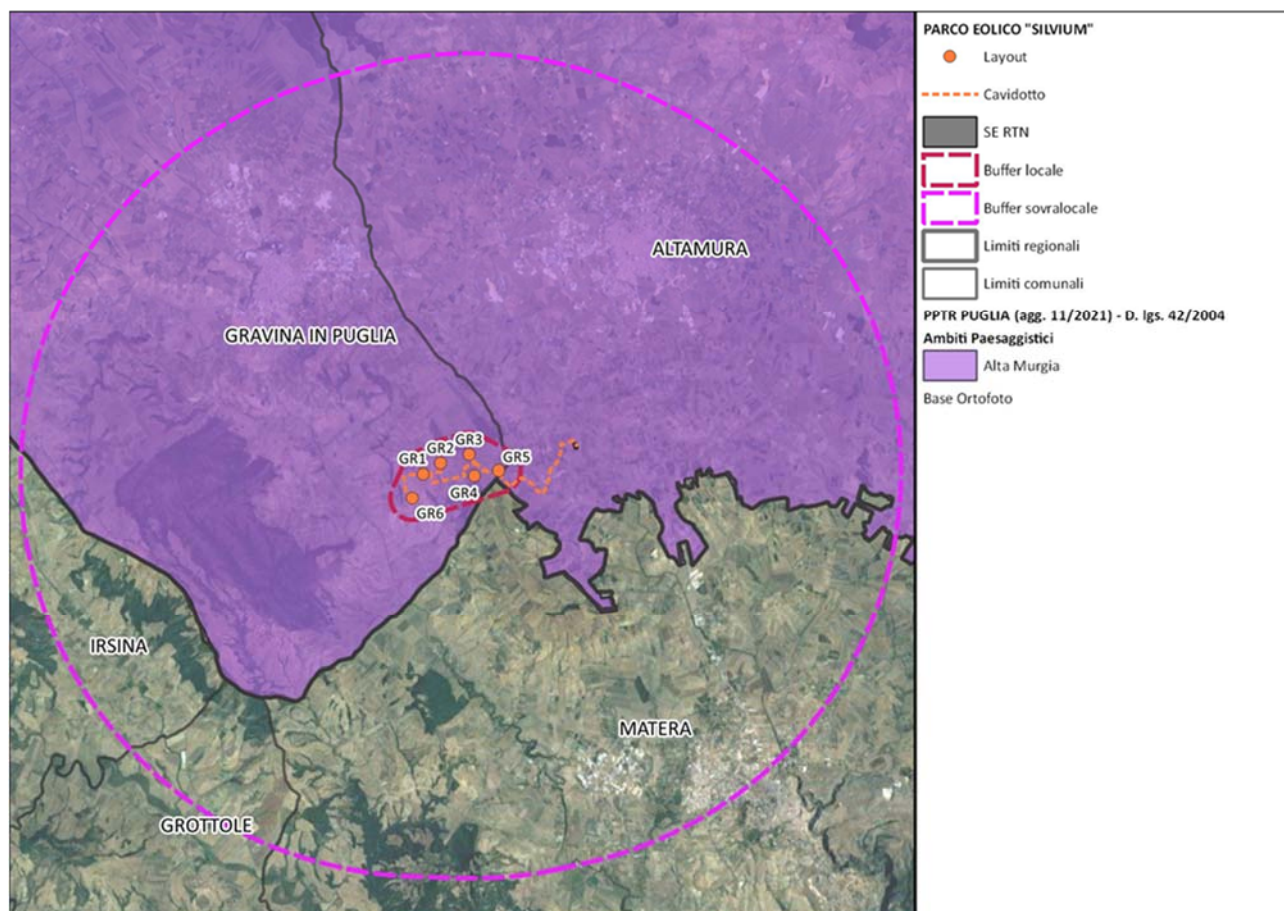 PARCO EOLICO "SILVIUM"
Layout
Cavidotto
SE RTN
Buffer locale
Buffer sovralocale
Limiti regionali
Limiti comunali
PPTR PUGLIA (agg. 11/2021) - D. lgs. 42/2004
Ambiti Paesaggistici
Alta Murgia
Base Ortofoto
ALTAMURA
GRAVINA IN PUGLIA
GR3
GR2
GR1
GR5
GR4
GR6
IRSINA
MATERA
GROTTOLE